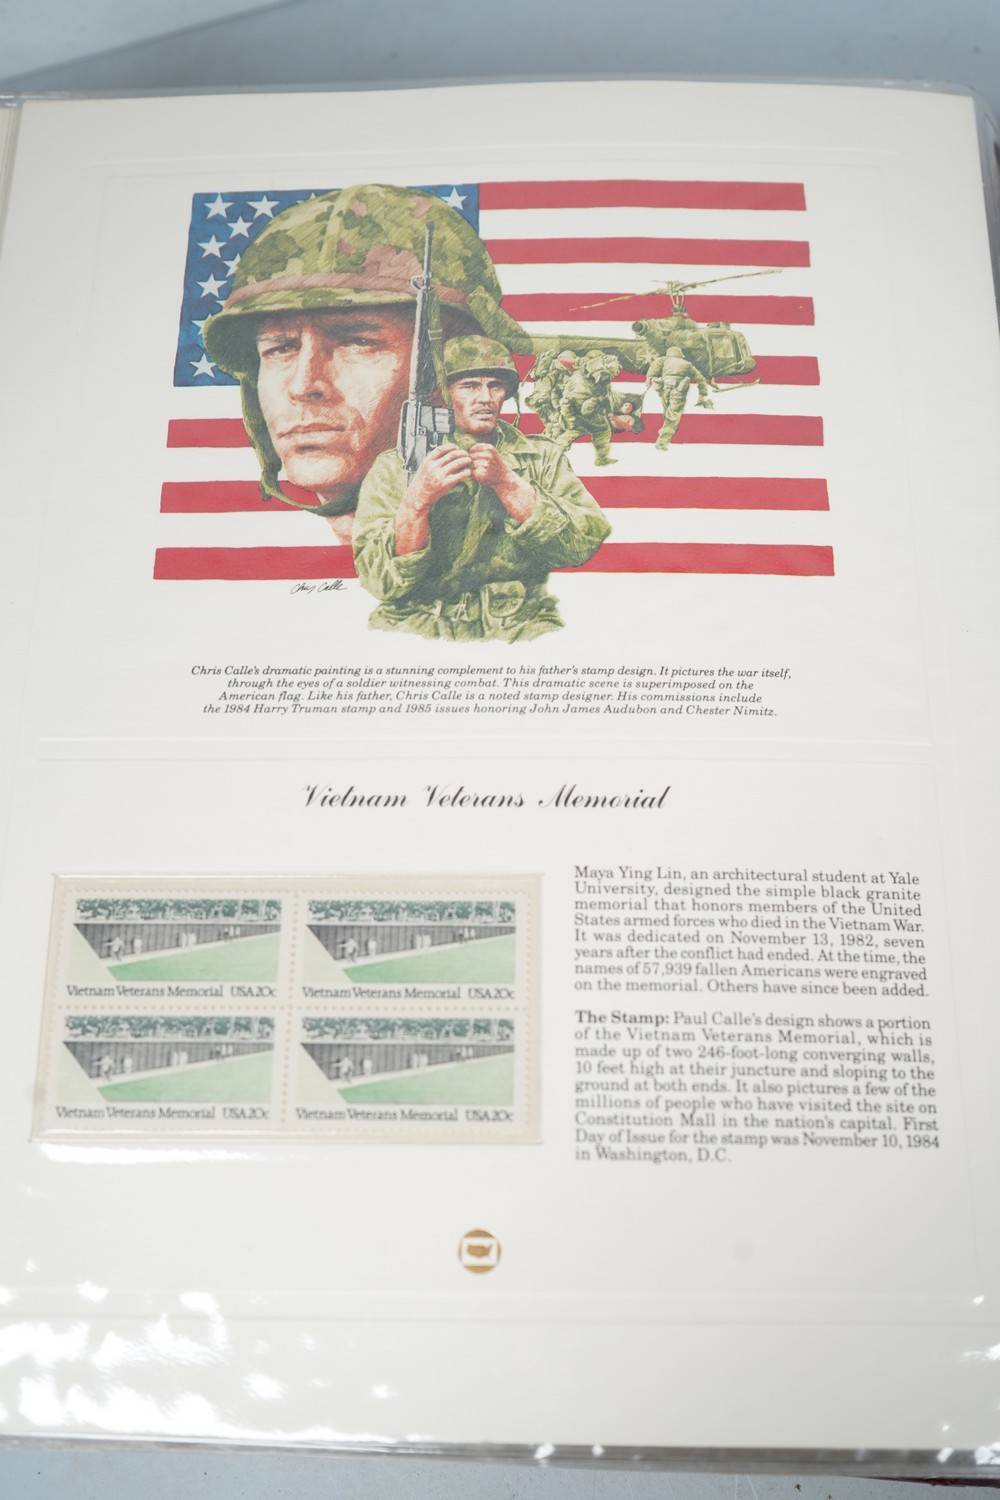 Chris Calle
Chris Calle's dramatic painting is a stunning complement to his father's stamp design. It pictures the war itself,
through the eyes of a soldier witnessing combat. This dramatic scene is superimposed on the
American flag. Like his father, Chris Calle is a noted stamp designer. His commissions include
the 1984 Harry Truman stamp and 1985 issues honoring John James Audubon and Chester Nimitz.
Vietnam Veterans Memorial
Vietnam Veterans Memorial USA 20c
Vietnam Veterans Memorial USA 20c
Vietnam Veterans Memorial USA 20c
Vietnam Veterans Memorial USA 20c
Maya Ying Lin, an architectural student at Yale
University, designed the simple black granite
memorial that honors members of the United
States armed forces who died in the Vietnam War.
It was dedicated on November 13, 1982, seven
years after the conflict had ended. At the time, the
names of 57,939 fallen Americans were engraved
on the memorial. Others have since been added.
The Stamp: Paul Calle's design shows a portion
of the Vietnam Veterans Memorial, which is
made up of two 246-foot-long converging walls,
10 feet high at their juncture and sloping to the
ground at both ends. It also pictures a few of the
millions of people who have visited the site on
Constitution Mall in the nation's capital. First
Day of Issue for the stamp was November 10, 1984
in Washington, D.C.